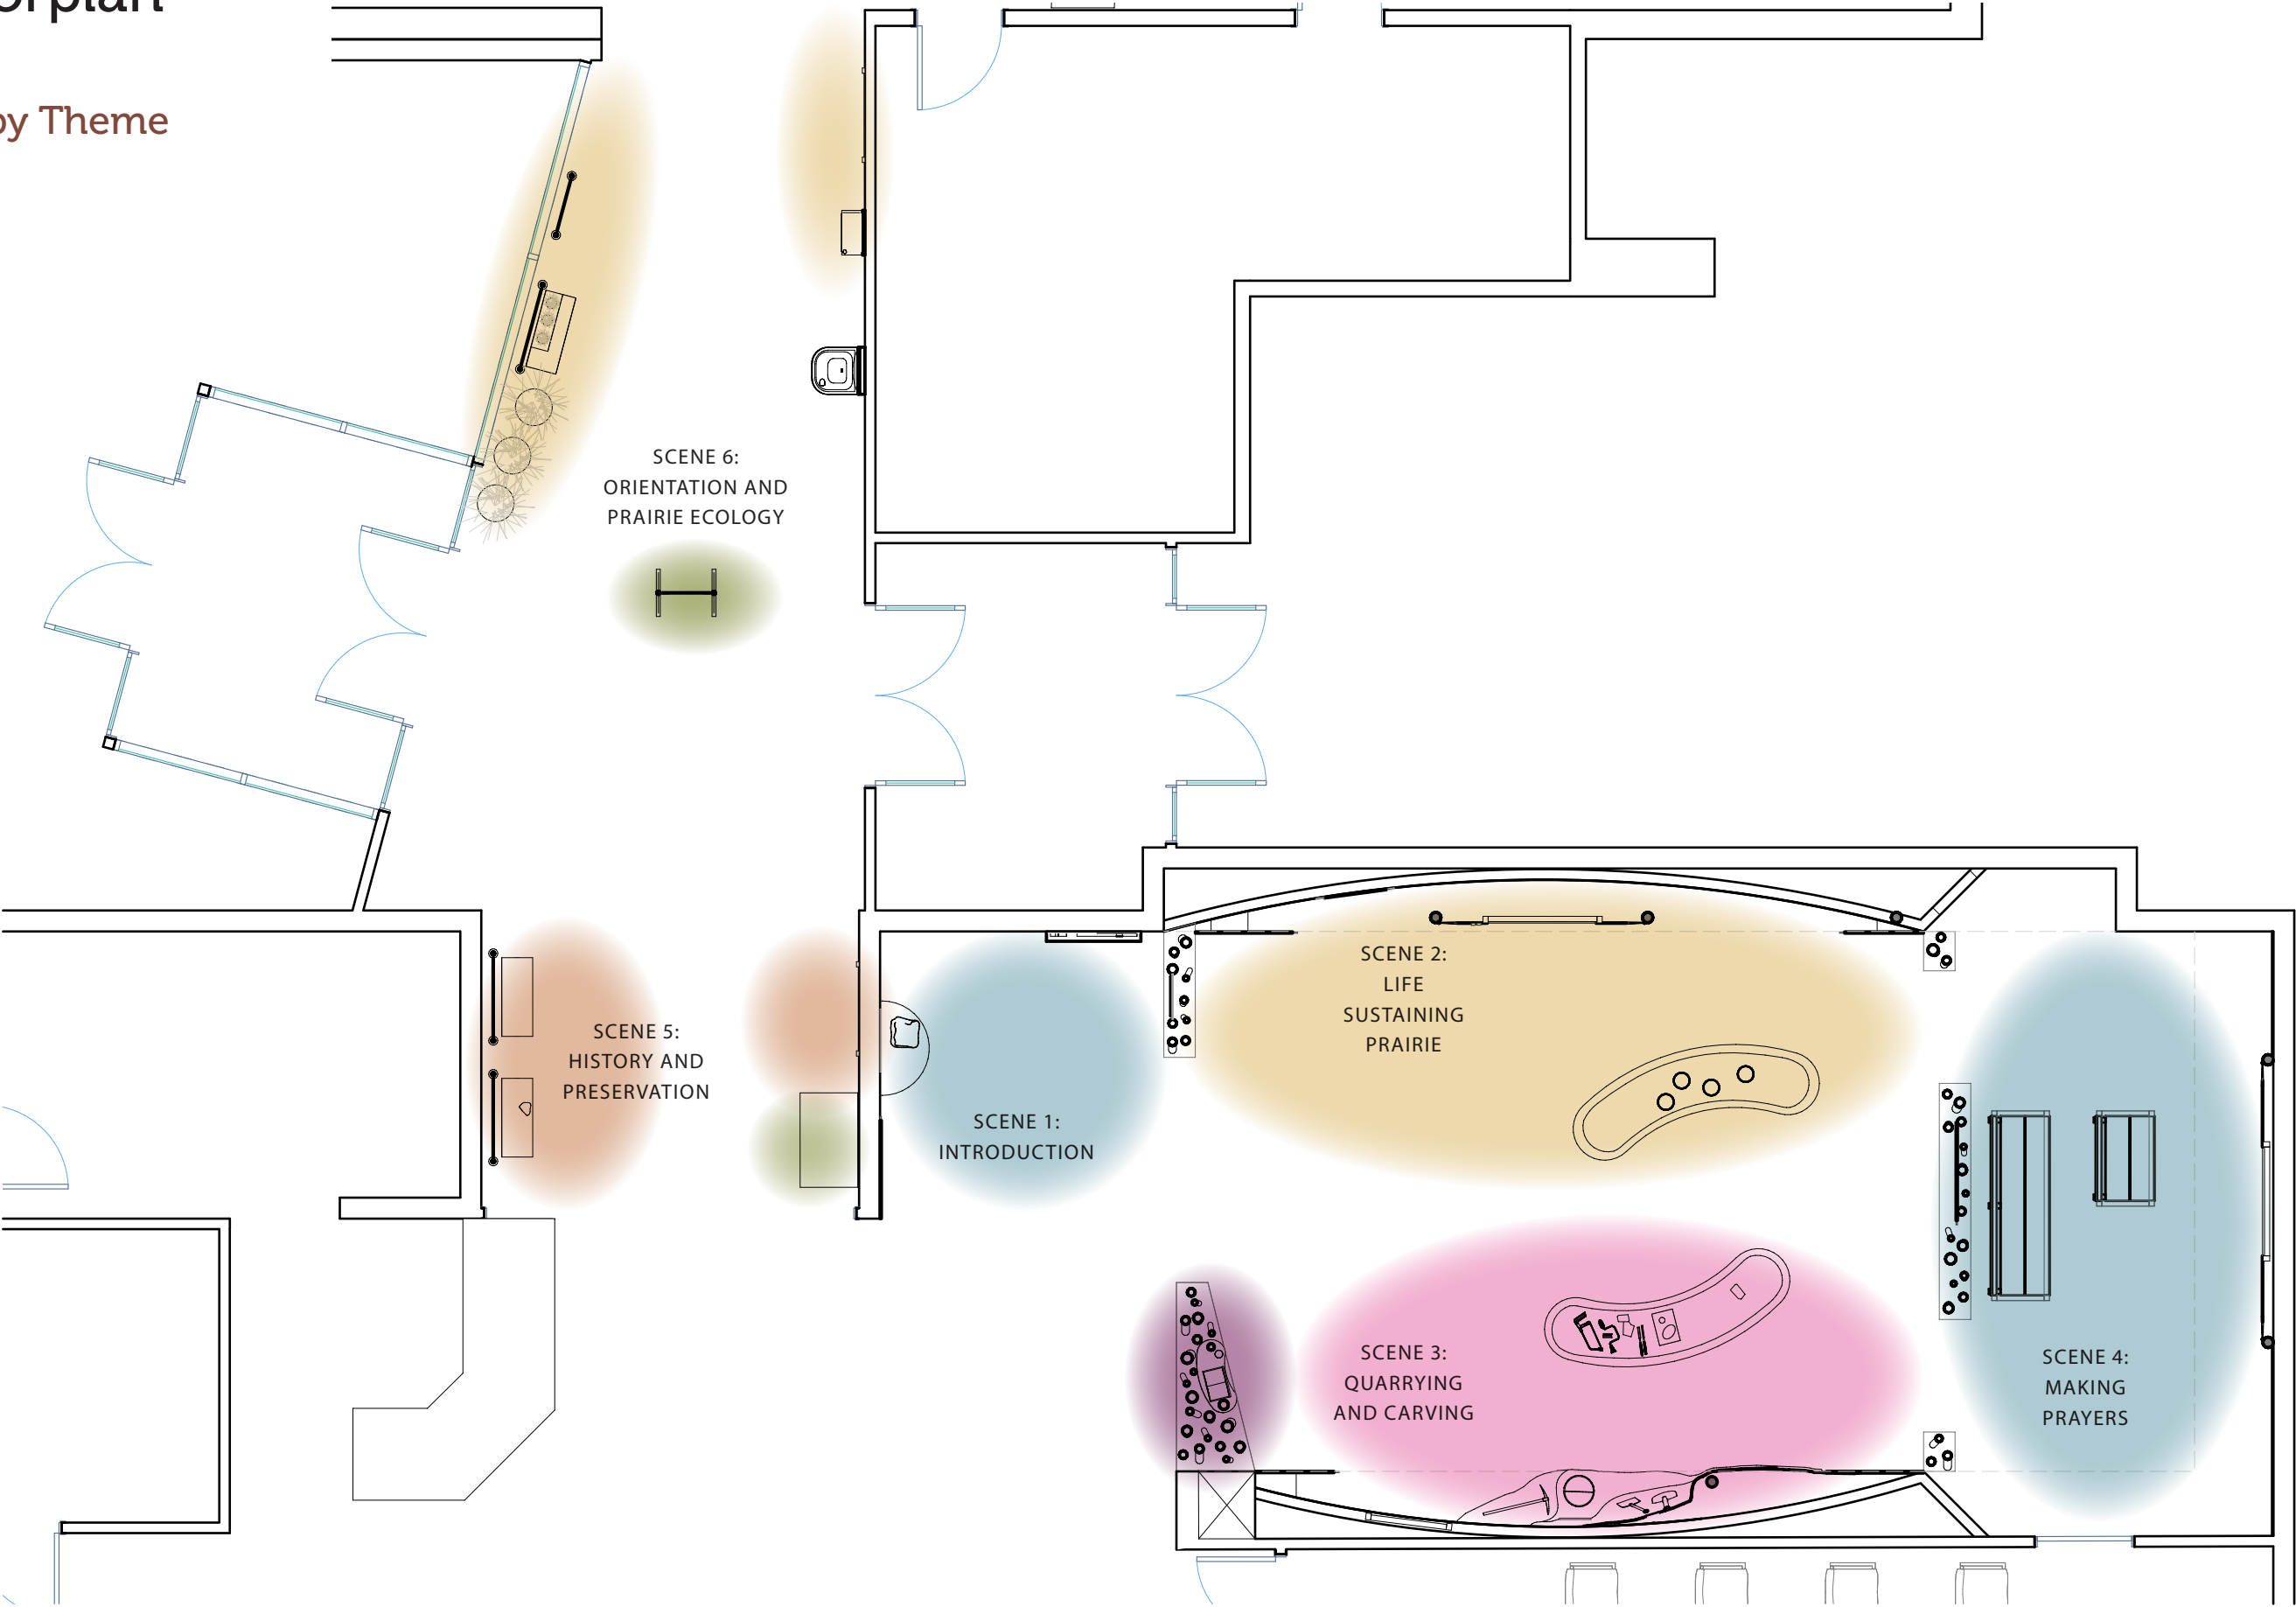 by Theme
SCENE 6:
ORIENTATION AND
PRAIRIE ECOLOGY
SCENE 5:
HISTORY AND
PRESERVATION
SCENE 1:
INTRODUCTION
SCENE 2:
LIFE
SUSTAINING
PRAIRIE
SCENE 3:
QUARRYING
AND CARVING
SCENE 4:
MAKING
PRAYERS